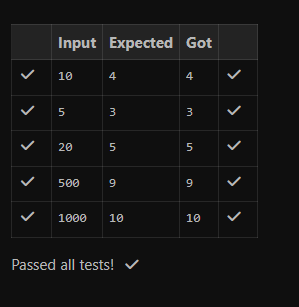 Input Expected Got
✓ 10 4 4 ✓
✓ 5 3 3 ✓
✓ 20 5 5 ✓
✓ 500 9 9 ✓
✓ 1000 10 10 ✓
Passed all tests! ✓